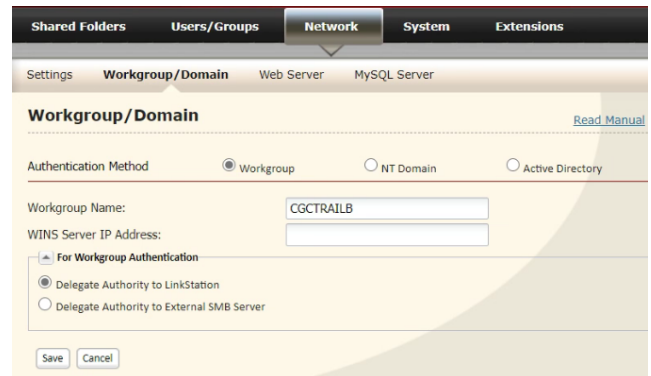 Shared Folders Users/Groups Network System Extensions
Settings Workgroup/Domain Web Server MySQL Server
Workgroup/Domain Read Manual
Authentication Method Workgroup NT Domain Active Directory
Workgroup Name: CGCTRAILB
WINS Server IP Address:
For Workgroup Authentication
Delegate Authority to LinkStation
Delegate Authority to External SMB Server
Save Cancel